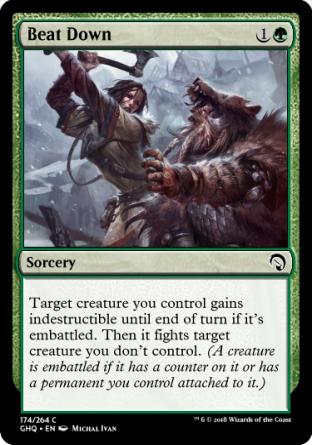 Beat Down 1
Sorcery
Target creature you control gains
indestructible until end of turn if it's
embattled. Then it fights target
creature you don't control. (A creature
is embattled if it has a counter on it or has
a permanent you control attached to it.)
174/264 C
GHQ • EN Michal Ivan
™ & © 2018 Wizards of the Coast